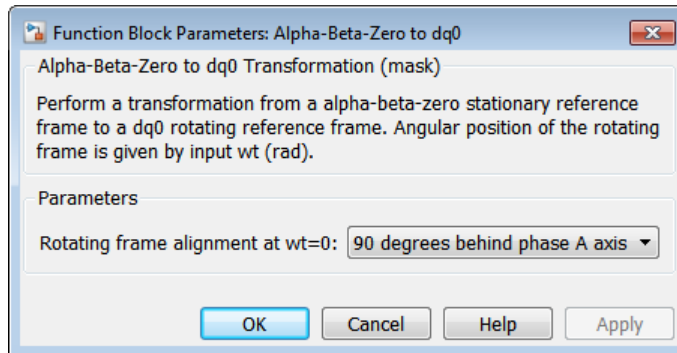 Function Block Parameters: Alpha-Beta-Zero to dq0
Alpha-Beta-Zero to dq0 Transformation (mask)
Perform a transformation from a alpha-beta-zero stationary reference
frame to a dq0 rotating reference frame. Angular position of the rotating
frame is given by input wt (rad).
Parameters
Rotating frame alignment at wt=0: 90 degrees behind phase A axis
OK Cancel Help Apply